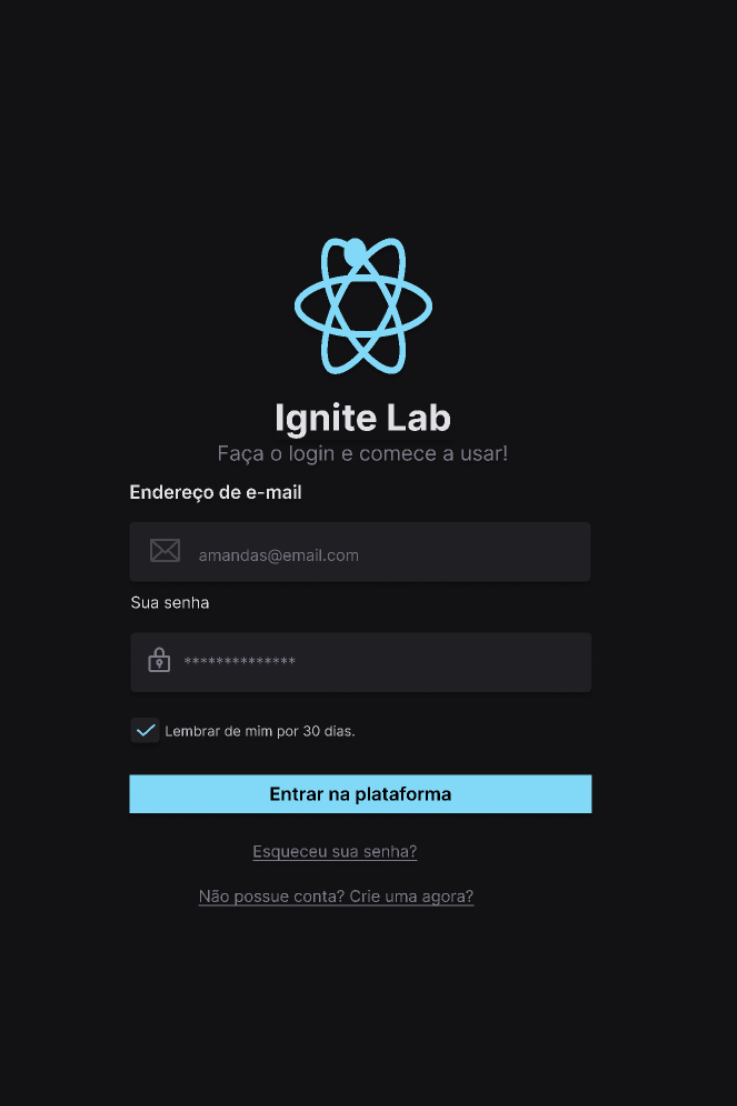 Ignite Lab
Faça o login e comece a usar!
Endereço de e-mail
amandas@email.com
Sua senha
**************
Lembrar de mim por 30 dias.
Entrar na plataforma
Esqueceu sua senha?
Não possue conta? Crie uma agora?